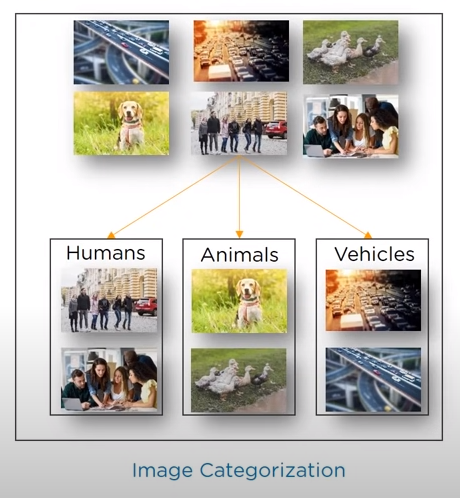 Humans
Animals
Vehicles
Image Categorization